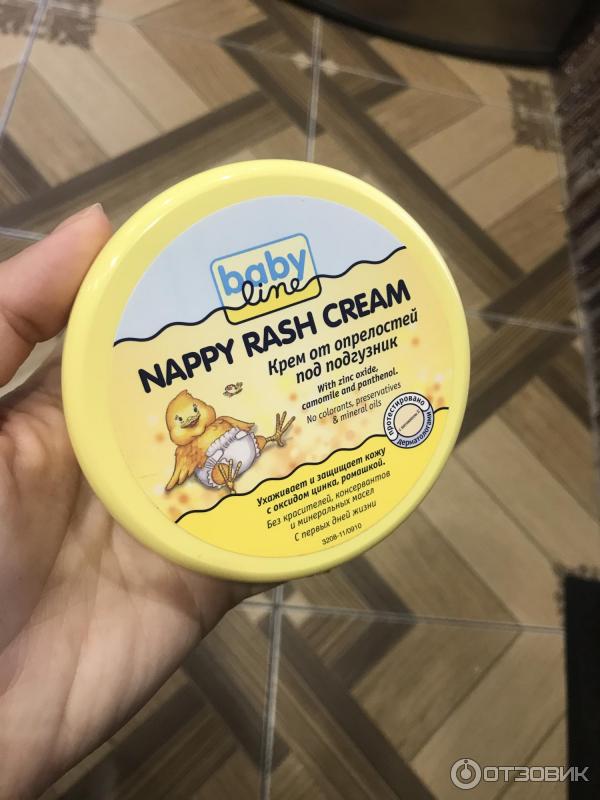 baby
line
NAPPY RASH CREAM
Крем от опрелостей
под подгузник
With zinc oxide,
camomile and panthenol.
No colorants, preservatives
& mineral oils
протестировано
дерматологами
Ухаживает и защищает кожу
с оксидом цинка, ромашкой.
Без красителей, консервантов
и минеральных масел
С первых дней жизни
3208-11/0910
ОТЗОВИК